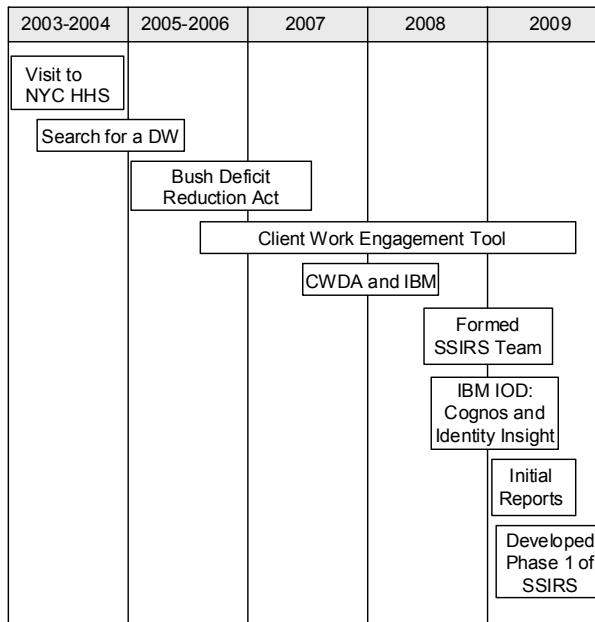 2003-2004 2005-2006 2007 2008 2009
Visit to
NYC HHS
Search for a DW
Bush Deficit
Reduction Act
Client Work Engagement Tool
CWDA and IBM
Formed
SSIRS Team
IBM IOD:
Cognos and
Identity Insight
Initial
Reports
Developed
Phase 1 of
SSIRS